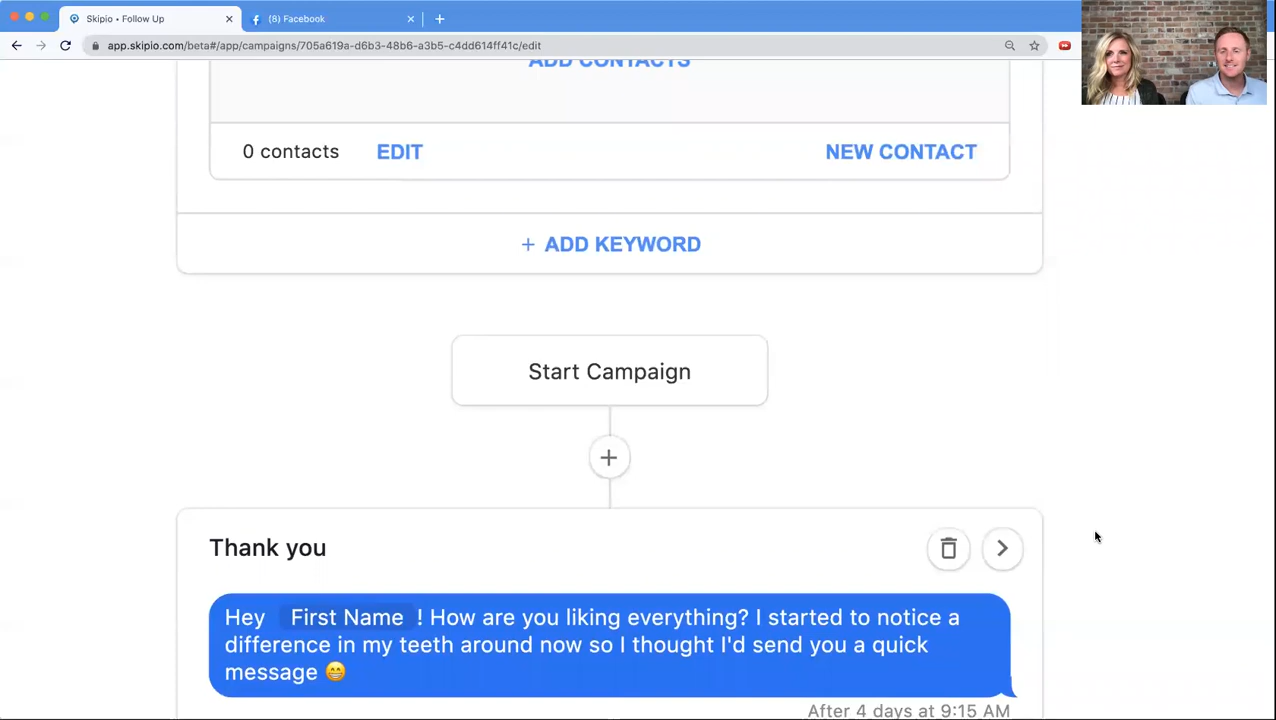 Skipio • Follow Up
(8) Facebook
app.skipio.com/beta#/app/campaigns/705a619a-d6b3-48b6-a3b5-c4dd614ff41c/edit
ADD CONTACTS
0 contacts EDIT NEW CONTACT
+ ADD KEYWORD
Start Campaign
+
Thank you
Hey First Name ! How are you liking everything? I started to notice a
difference in my teeth around now so I thought I'd send you a quick
message 😁
After 4 days at 9:15 AM